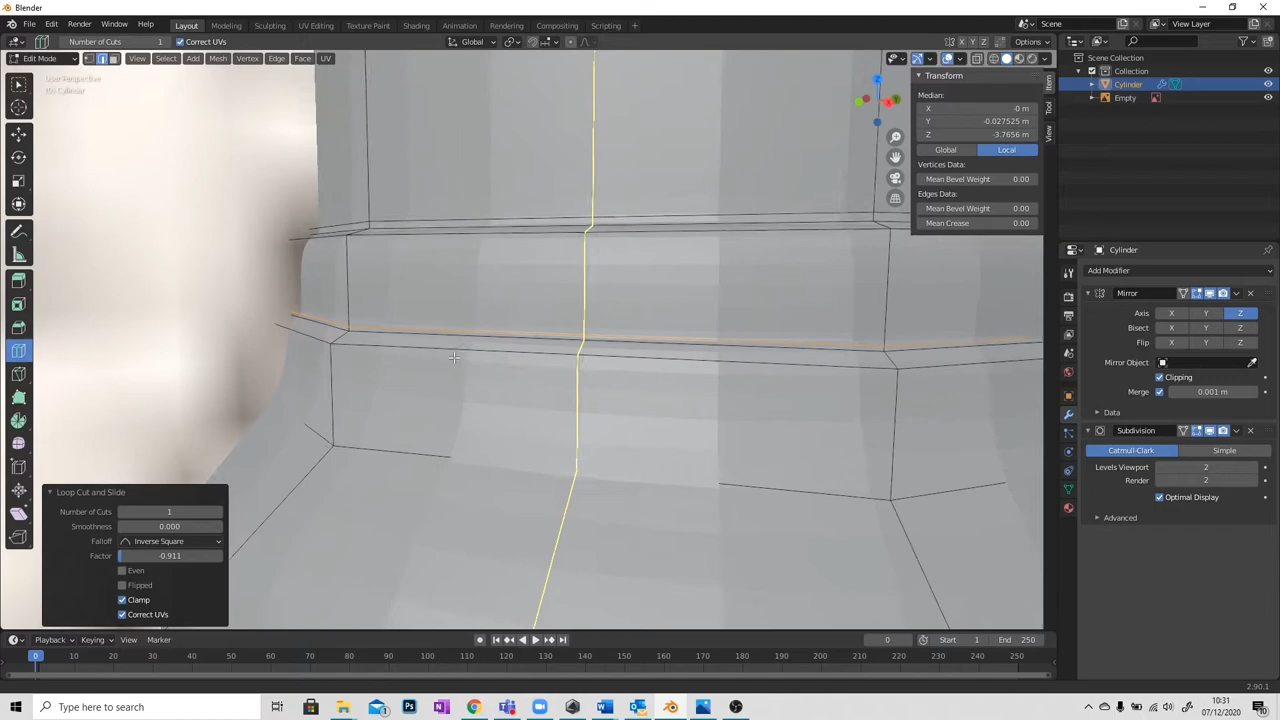 Blender
File Edit Render Window Help Layout Modeling Sculpting UV Editing Texture Paint Shading Animation Rendering Compositing Scripting + Scene View Layer
Number of Cuts 1 Correct UVs Global X Y Z Options
Edit Mode View Select Add Mesh Vertex Edge Face UV
User Perspective
(0) Cylinder
Transform
Median:
X -0 m
Y -0.027525 m
Z -3.7656 m
Global Local
Vertices Data:
Mean Bevel Weight 0.00
Edges Data:
Mean Bevel Weight 0.00
Mean Crease 0.00
Item
Tool
View
Scene Collection
Collection
Cylinder
Empty
Cylinder
Add Modifier
Mirror
Axis X Y Z
Bisect X Y Z
Flip X Y Z
Mirror Object
Clipping
Merge 0.001 m
Data
Subdivision
Catmull-Clark Simple
Levels Viewport 2
Render 2
Optimal Display
Advanced
Loop Cut and Slide
Number of Cuts 1
Smoothness 0.000
Falloff Inverse Square
Factor -0.911
Even
Flipped
Clamp
Correct UVs
Playback Keying View Marker 0 Start 1 End 250
0 10 20 30 40 50 60 70 80 90 100 110 120 130 140 150 160 170 180 190 200 210 220 230 240 250
2.90.1
Type here to search
10:31
07/12/2020